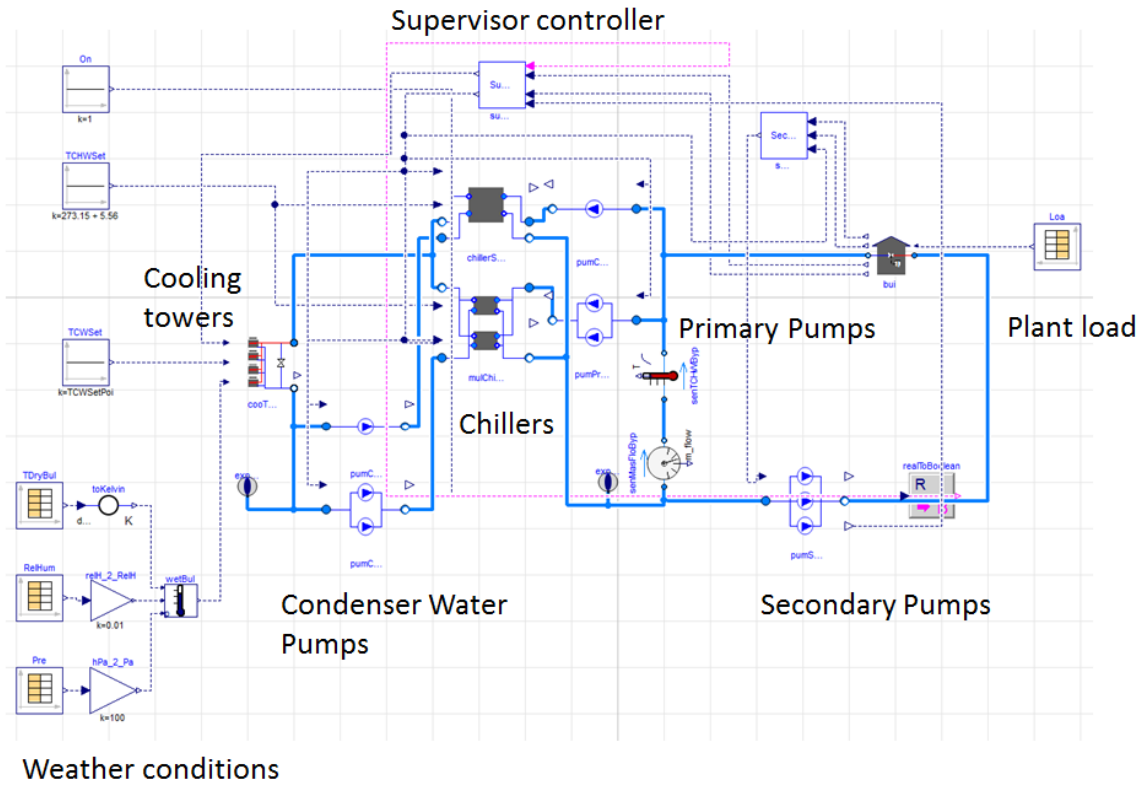 Supervisor controller
On
k=1
Su...
su...
Sec...
s...
TCHWSet
k=273.15 + 5.56
Loa
chillerS...
pumC...
bui
Cooling
towers
Primary Pumps
Plant load
TCWSet
k=TCWSetPoi
cooT...
mulChi...
pumPr...
T
senTCHWByp
Chillers
m_flow
senMasFloByp
TDryBul
toKelvin
d...
K
exp...
pumC...
exp...
realToBoolean
R
pumC...
pumS...
RelHum
relH_2_RelH
k=0.01
wetBul
Condenser Water
Pumps
Secondary Pumps
Pre
hPa_2_Pa
k=100
Weather conditions